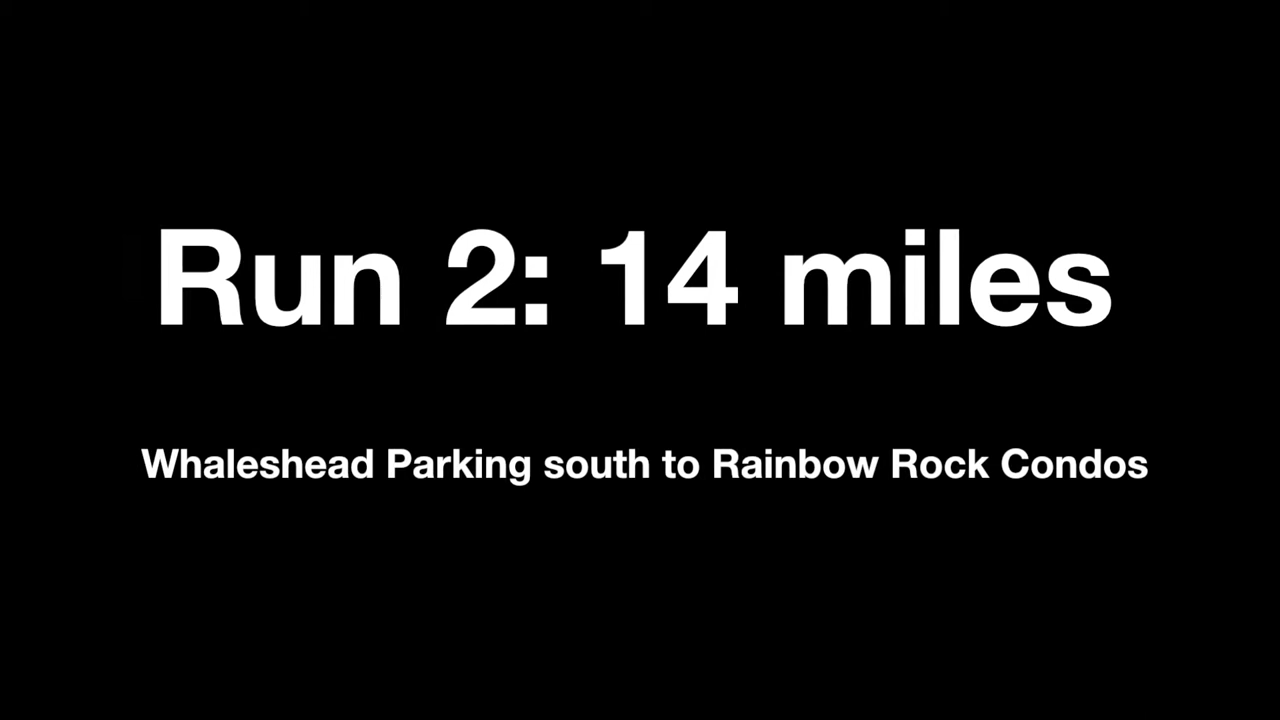 Run 2: 14 miles
Whaleshead Parking south to Rainbow Rock Condos